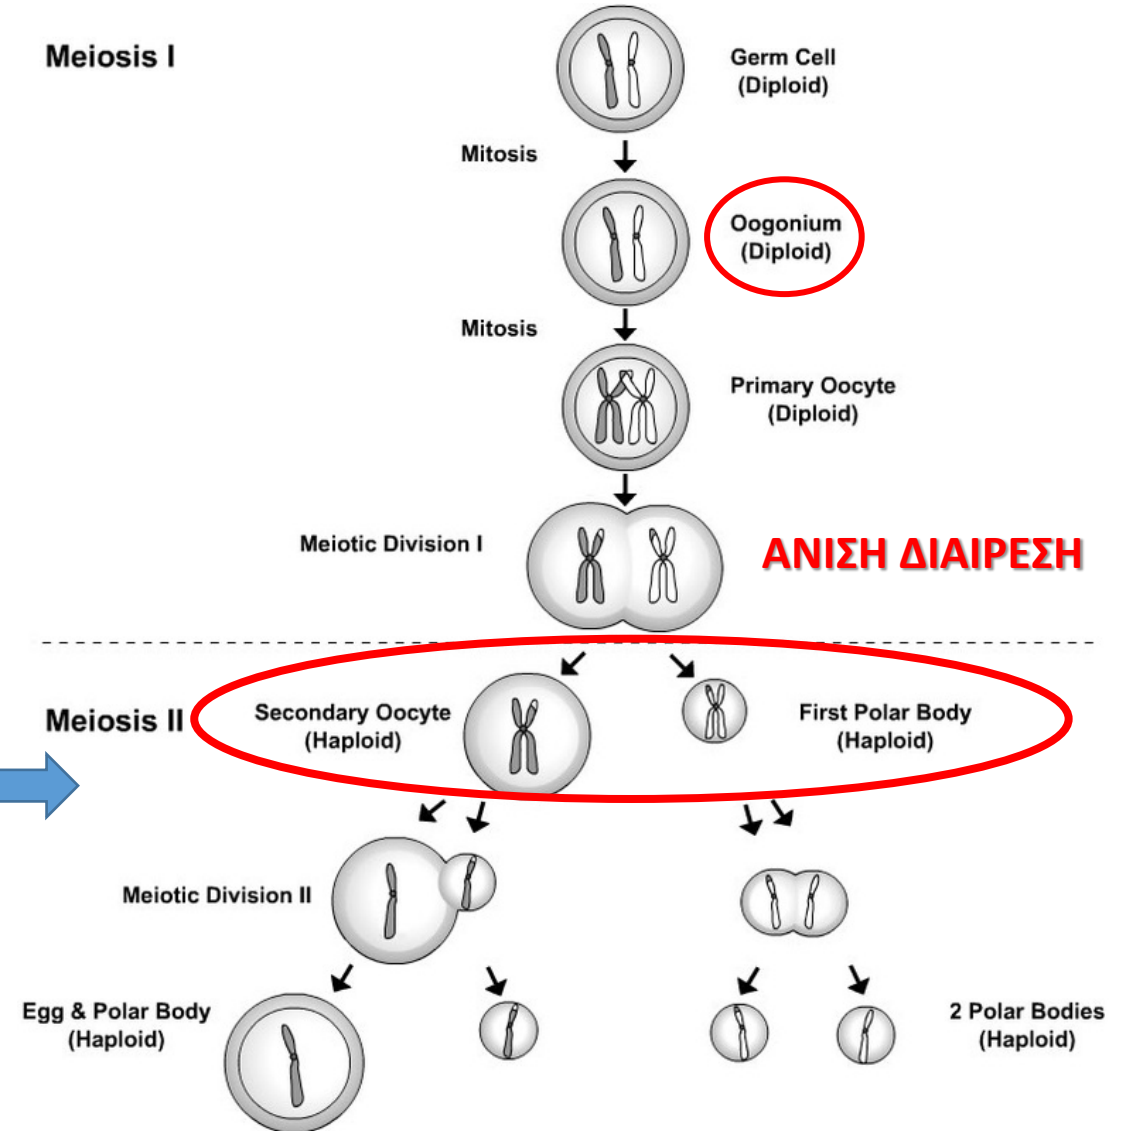 Meiosis I
Germ Cell
(Diploid)
Mitosis
Oogonium
(Diploid)
Mitosis
Primary Oocyte
(Diploid)
Meiotic Division I
ΑΝΙΣΗ ΔΙΑΙΡΕΣΗ
Meiosis II
Secondary Oocyte
(Haploid)
First Polar Body
(Haploid)
Meiotic Division II
Egg & Polar Body
(Haploid)
2 Polar Bodies
(Haploid)